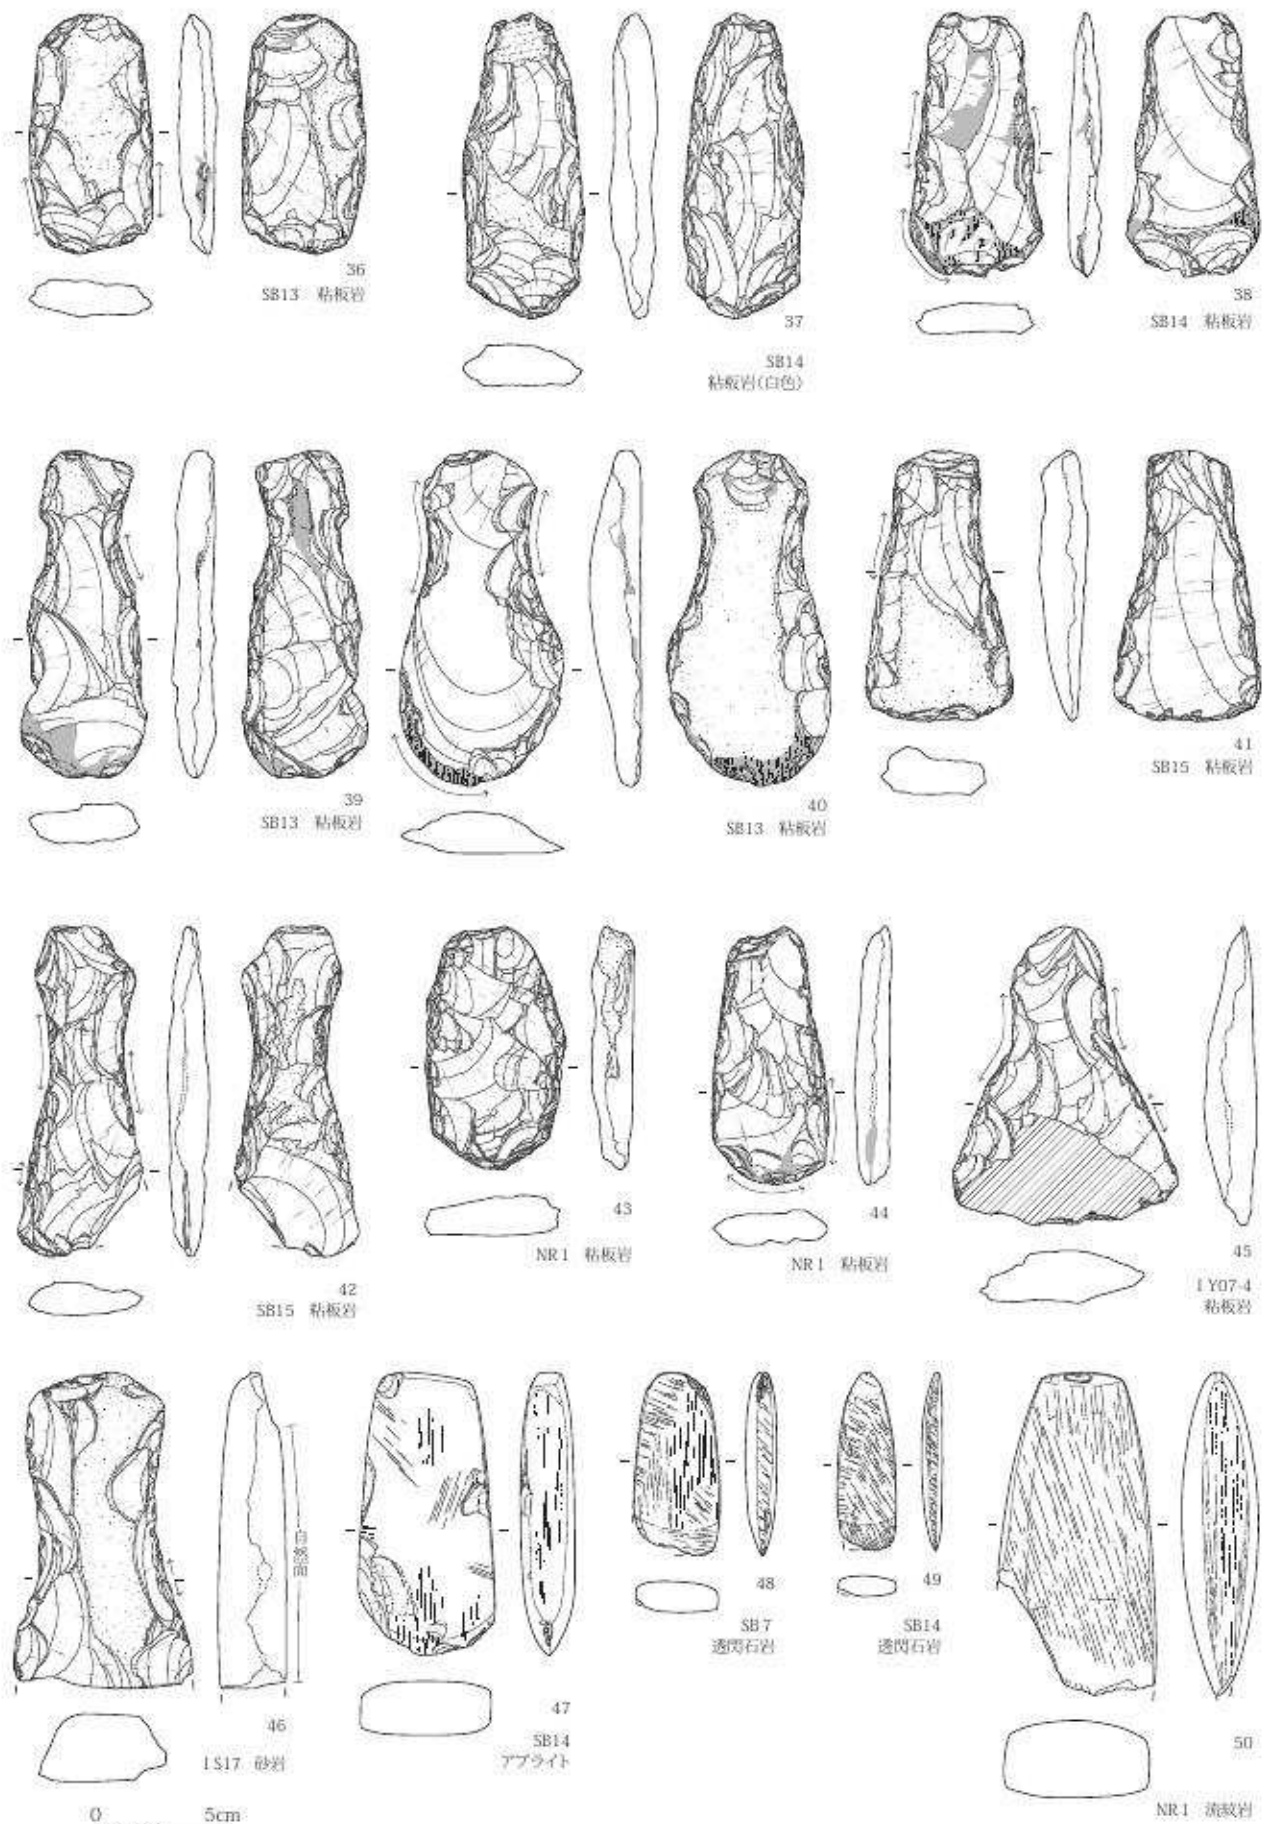 36
SB13 粘板岩
37
SB14
粘板岩(白色)
38
SB14 粘板岩
39
SB13 粘板岩
40
SB13 粘板岩
41
SB15 粘板岩
42
SB15 粘板岩
43
NR1 粘板岩
44
NR1 粘板岩
45
I Y07-4
粘板岩
自然面
46
I S17 砂岩
47
SB14
アプライト
48
SB7
透閃石岩
49
SB14
透閃石岩
50
NR1 流紋岩
0 5cm